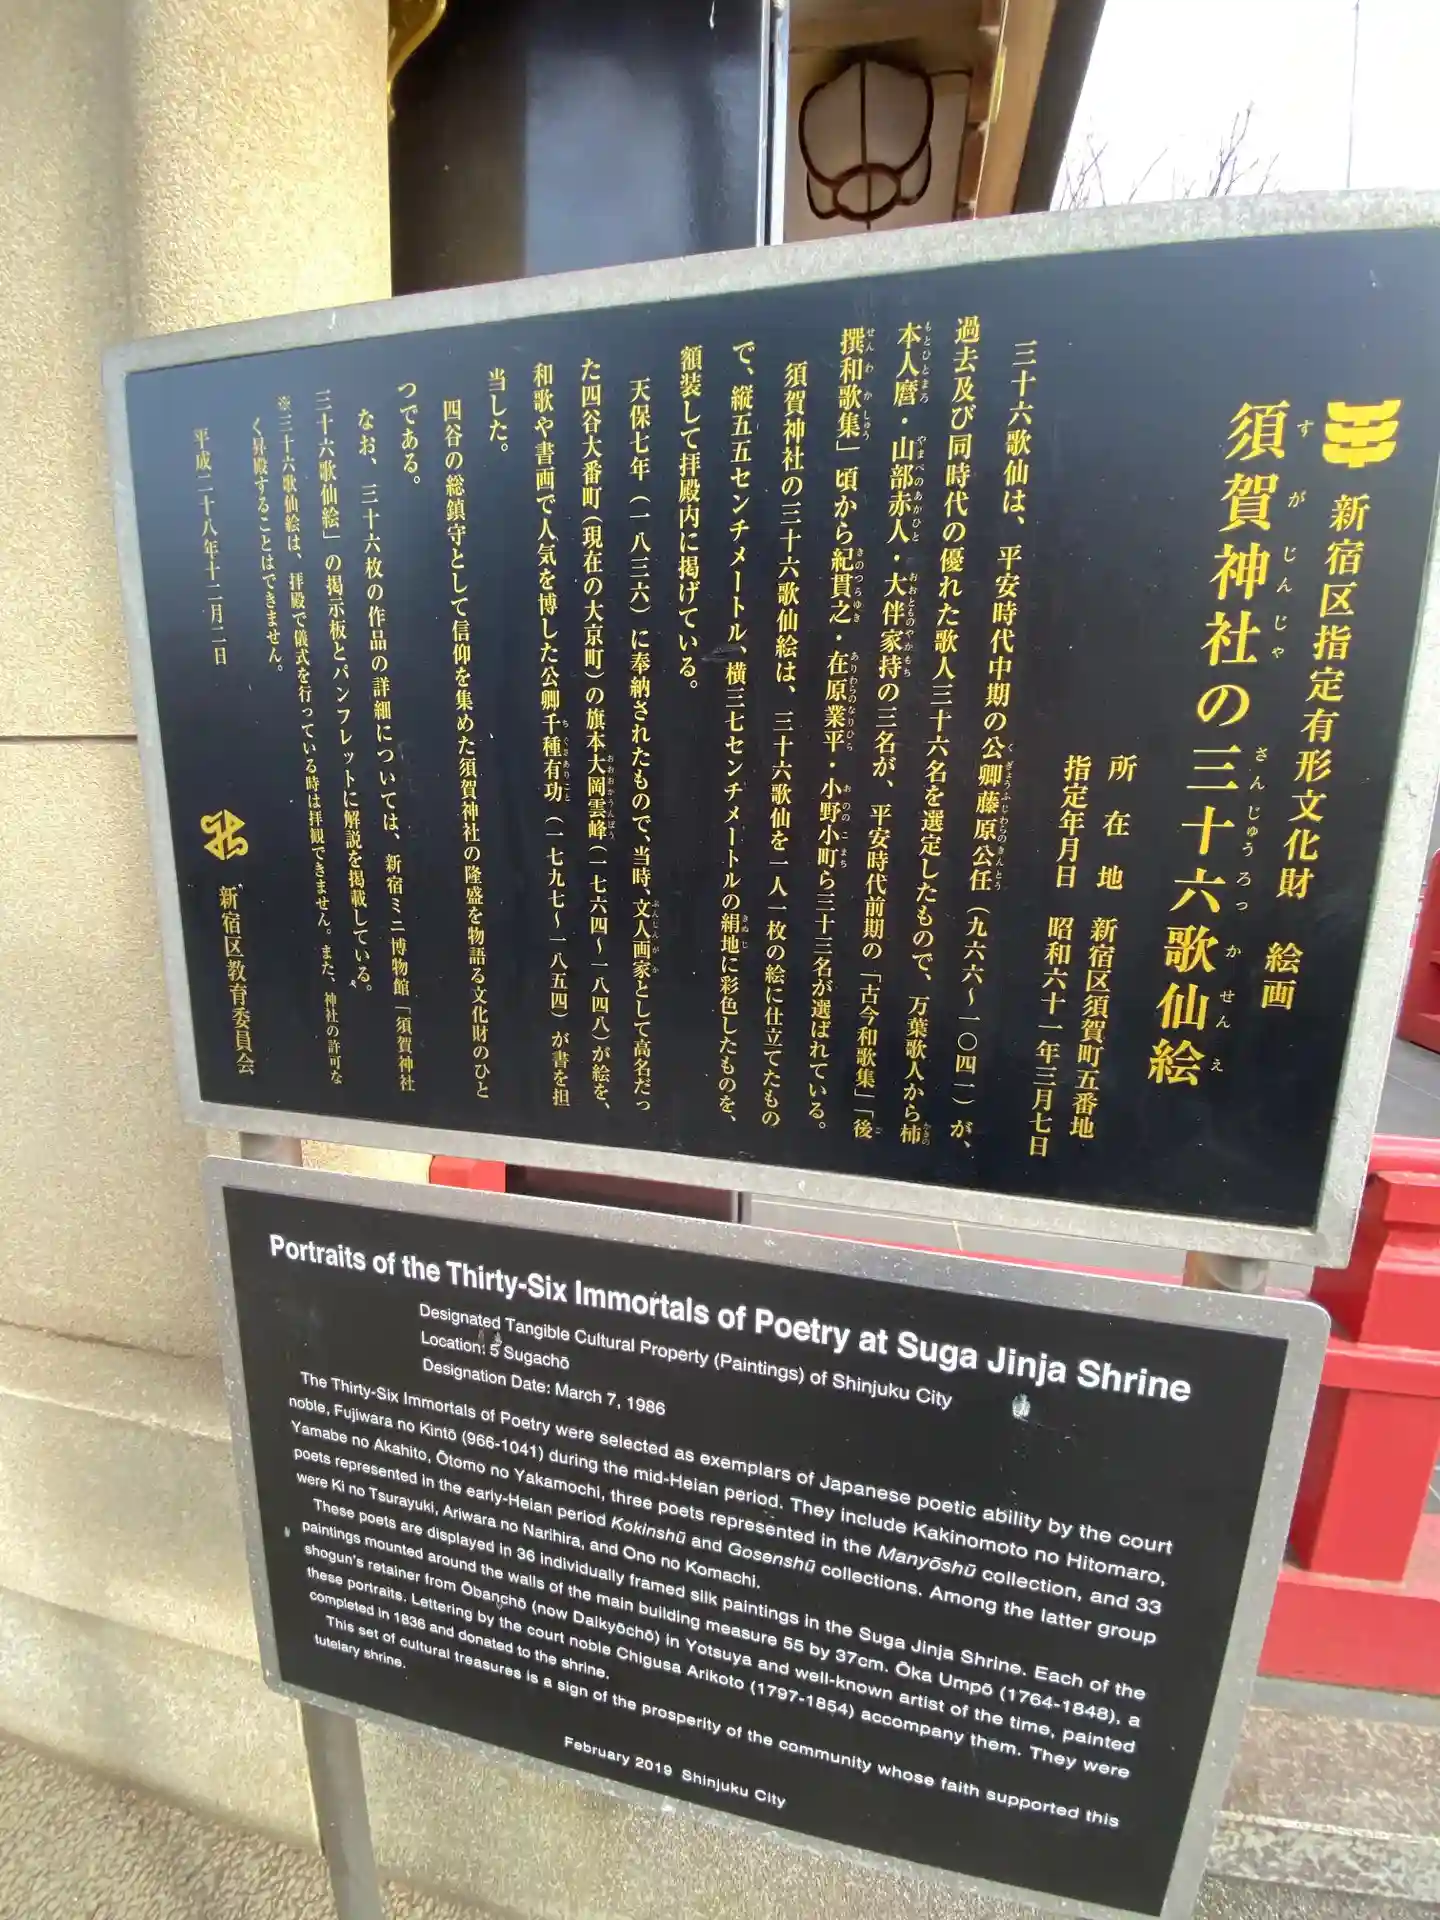 新宿区指定有形文化財 絵画
須賀神社の三十六歌仙絵
すがじんじゃ さんじゅうろっかせんえ
所在地 新宿区須賀町五番地
指定年月日 昭和六十一年三月七日
三十六歌仙は、平安時代中期の公卿藤原公任(九六六~一〇四一)が、
過去及び同時代の優れた歌人三十六名を選定したもので、万葉歌人から柿
本人麿・山部赤人・大伴家持の三名が、平安時代前期の「古今和歌集」「後
撰和歌集」頃から紀貫之・在原業平・小野小町ら三十三名が選ばれている。
須賀神社の三十六歌仙絵は、三十六歌仙を一人一枚の絵に仕立てたもの
で、縦五五センチメートル、横三七センチメートルの絹地に彩色したものを、
額装して拝殿内に掲げている。
天保七年(一八三六)に奉納されたもので、当時、文人画家として高名だっ
た四谷大番町(現在の大京町)の旗本大岡雲峰(一七六四~一八四八)が絵を、
和歌や書画で人気を博した公卿千種有功(一七九七~一八五四)が書を担
当した。
四谷の総鎮守として信仰を集めた須賀神社の隆盛を物語る文化財のひと
つである。
なお、三十六枚の作品の詳細については、新宿ミニ博物館「須賀神社
三十六歌仙絵」の掲示板とパンフレットに解説を掲載している。
※三十六歌仙絵は、拝殿で儀式を行っている時は拝観できません。また、神社の許可な
く昇殿することはできません。
平成二十八年十二月二日
新宿区教育委員会
Portraits of the Thirty-Six Immortals of Poetry at Suga Jinja Shrine
Designated Tangible Cultural Property (Paintings) of Shinjuku City
Location: 5 Sugachō
Designation Date: March 7, 1986
The Thirty-Six Immortals of Poetry were selected as exemplars of Japanese poetic ability by the court
noble, Fujiwara no Kintō (966-1041) during the mid-Heian period. They include Kakinomoto no Hitomaro,
Yamabe no Akahito, Ōtomo no Yakamochi, three poets represented in the Manyōshū collection, and 33
poets represented in the early-Heian period Kokinshū and Gosenshū collections. Among the latter group
were Ki no Tsurayuki, Ariwara no Narihira, and Ono no Komachi.
These poets are displayed in 36 individually framed silk paintings in the Suga Jinja Shrine. Each of the
paintings mounted around the walls of the main building measure 55 by 37cm. Ōka Umpō (1764-1848), a
shogun's retainer from Ōbanchō (now Daikyōchō) in Yotsuya and well-known artist of the time, painted
these portraits. Lettering by the court noble Chigusa Arikoto (1797-1854) accompany them. They were
completed in 1836 and donated to the shrine.
This set of cultural treasures is a sign of the prosperity of the community whose faith supported this
tutelary shrine.
February 2019 Shinjuku City